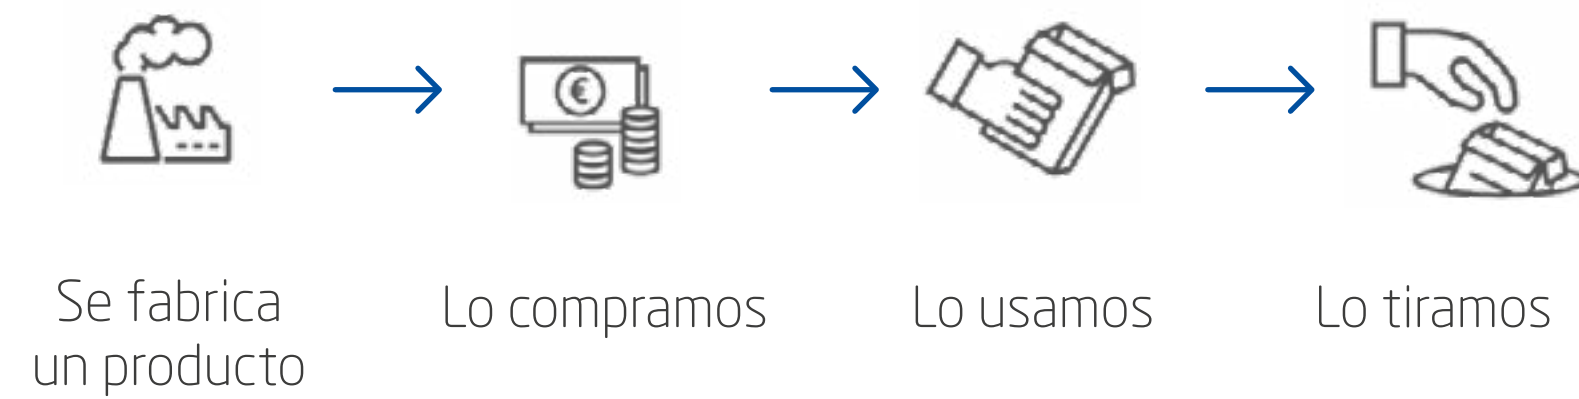 €
Se fabrica
un producto
Lo compramos
Lo usamos
Lo tiramos